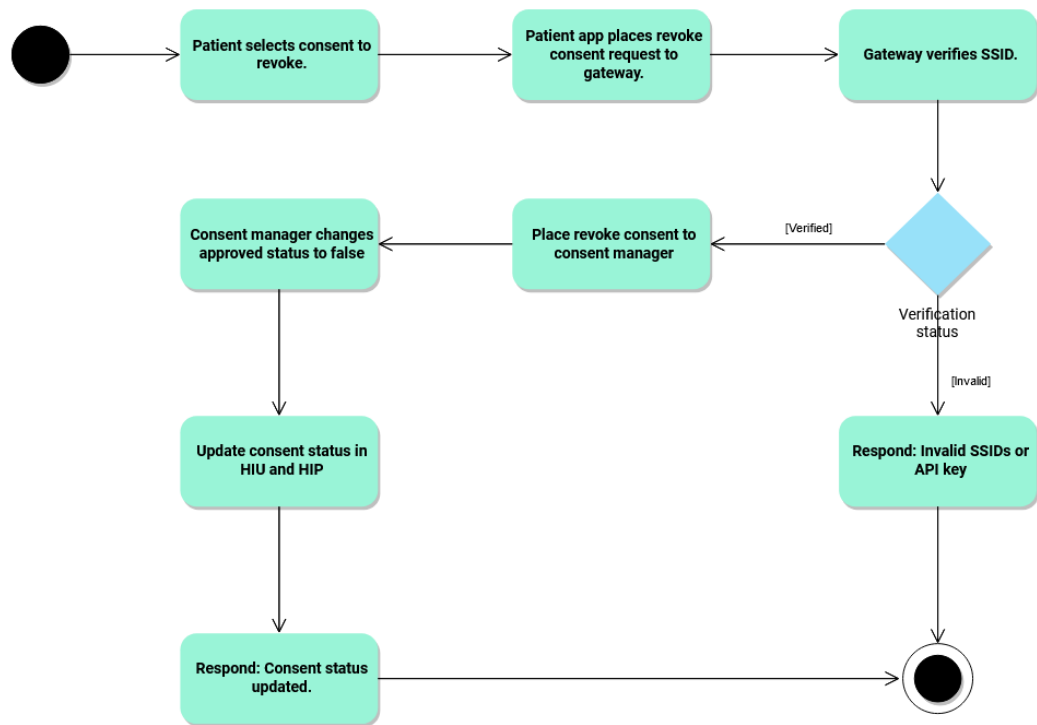 Patient selects consent to
revoke.
Patient app places revoke
consent request to
gateway.
Gateway verifies SSID.
Consent manager changes
approved status to false
Place revoke consent to
consent manager
[Verified]
Verification
status
[Invalid]
Update consent status in
HIU and HIP
Respond: Invalid SSIDs or
API key
Respond: Consent status
updated.